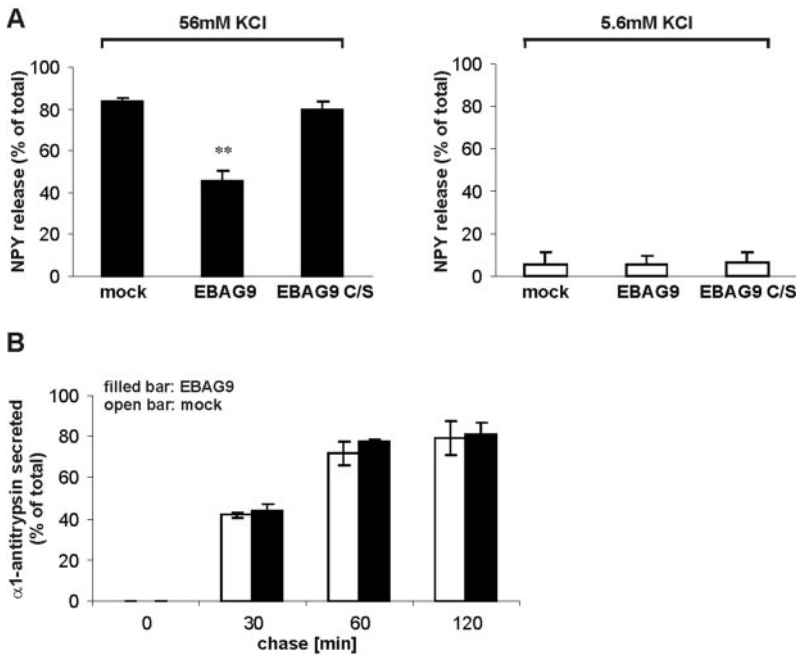 A
56mM KCl
5.6mM KCl
NPY release (% of total)
100
80
60
40
20
0
**
mock EBAG9 EBAG9 C/S
NPY release (% of total)
100
80
60
40
20
0
mock EBAG9 EBAG9 C/S
B
filled bar: EBAG9
open bar: mock
α1-antitrypsin secreted
(% of total)
100
80
60
40
20
0
0 30 60 120
chase [min]